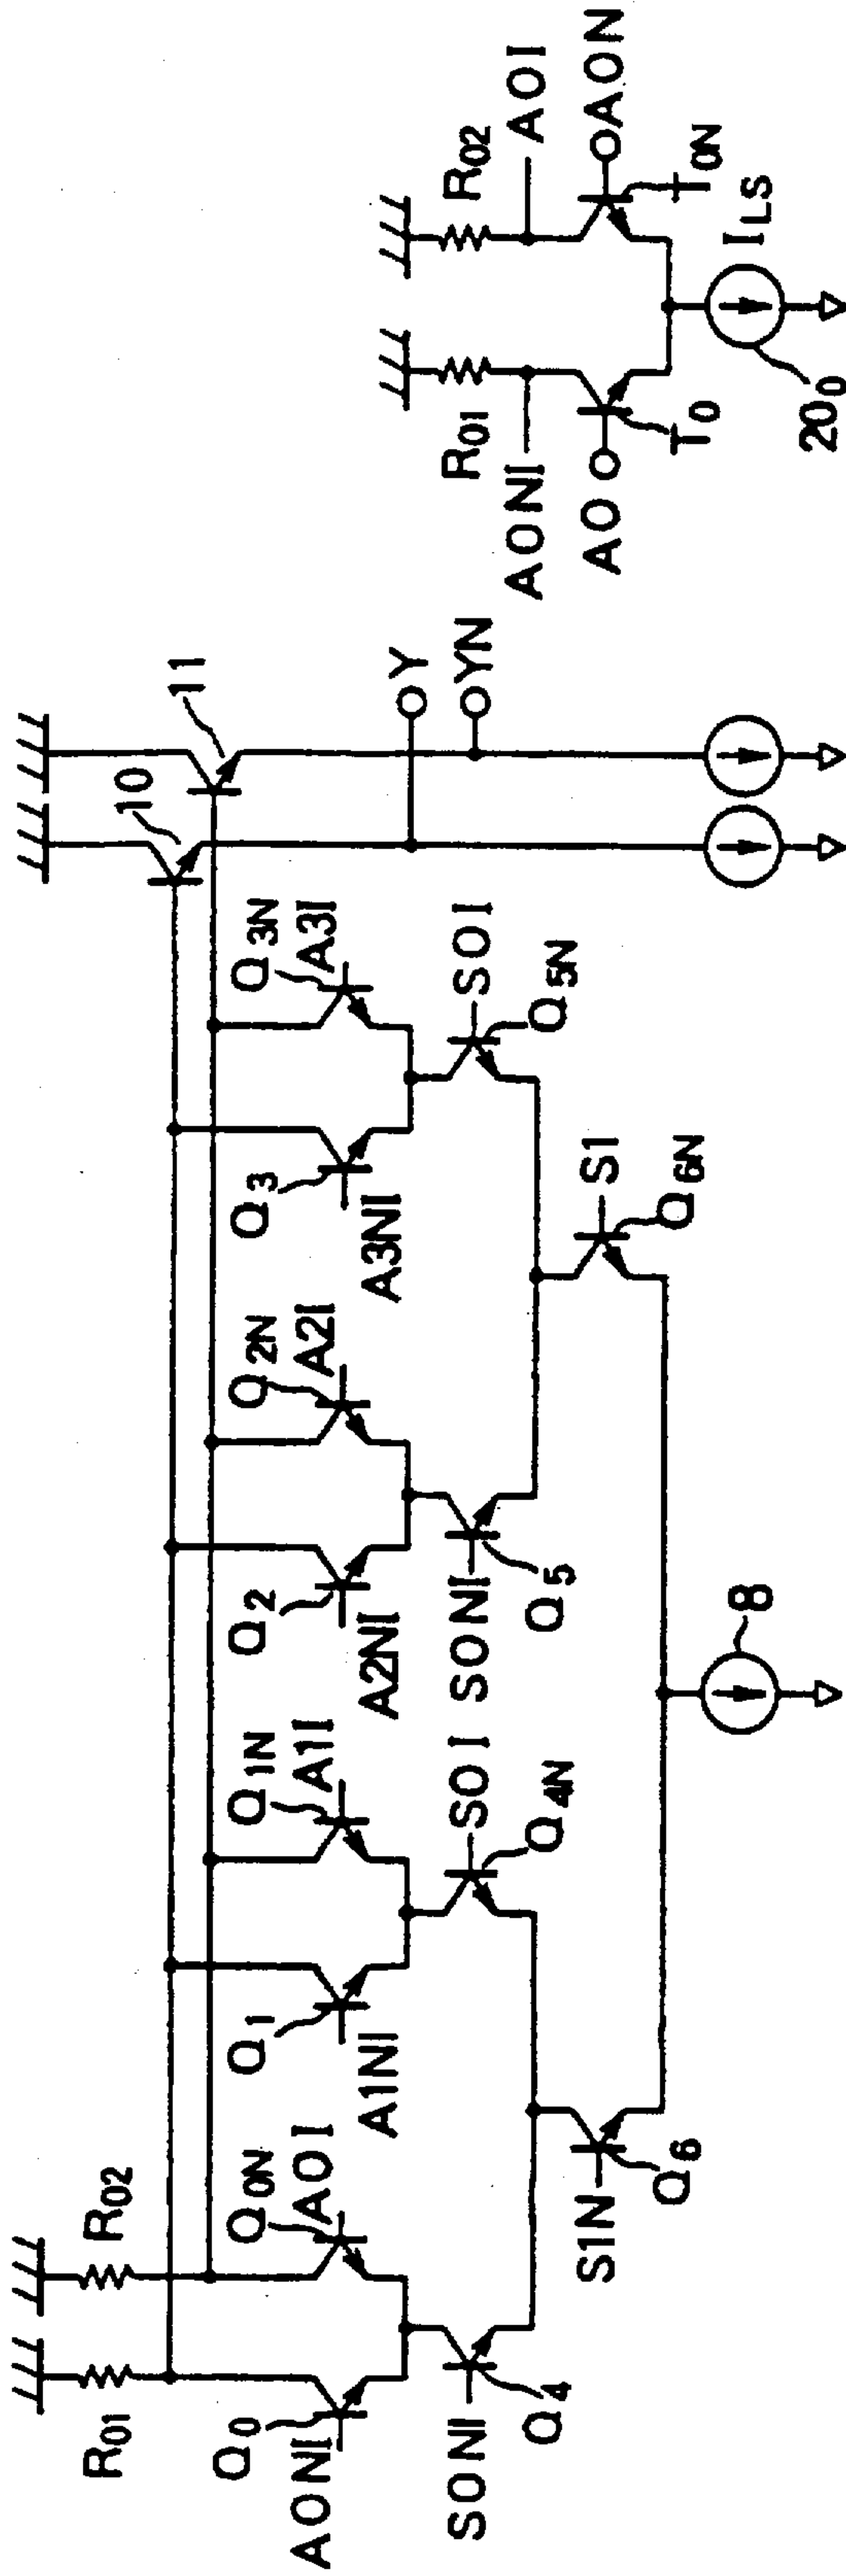 R01
R02
10
11
Q0
A0NI
Q0N
A0I
Q1
A1NI
Q1N
A1I
Q2
A2NI
Q2N
A2I
Q3
A3NI
Q3N
A3I
S0NI
Q4
S0I
Q4N
S0NI
Q5
S0I
Q5N
S1N
Q6
S1
Q6N
8
Y
YN
R01
R02
A0NI
A0I
A0
A0N
T0
T0N
200
ILS